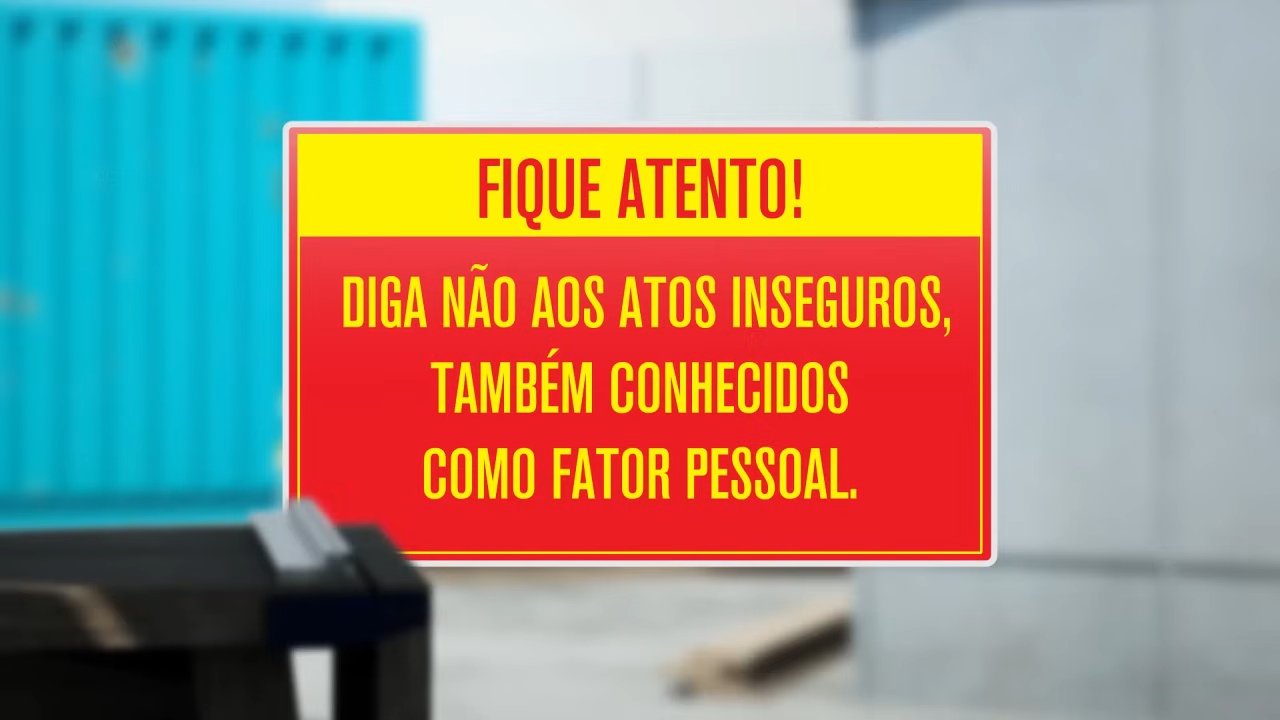 FIQUE ATENTO!
DIGA NÃO AOS ATOS INSEGUROS,
TAMBÉM CONHECIDOS
COMO FATOR PESSOAL.